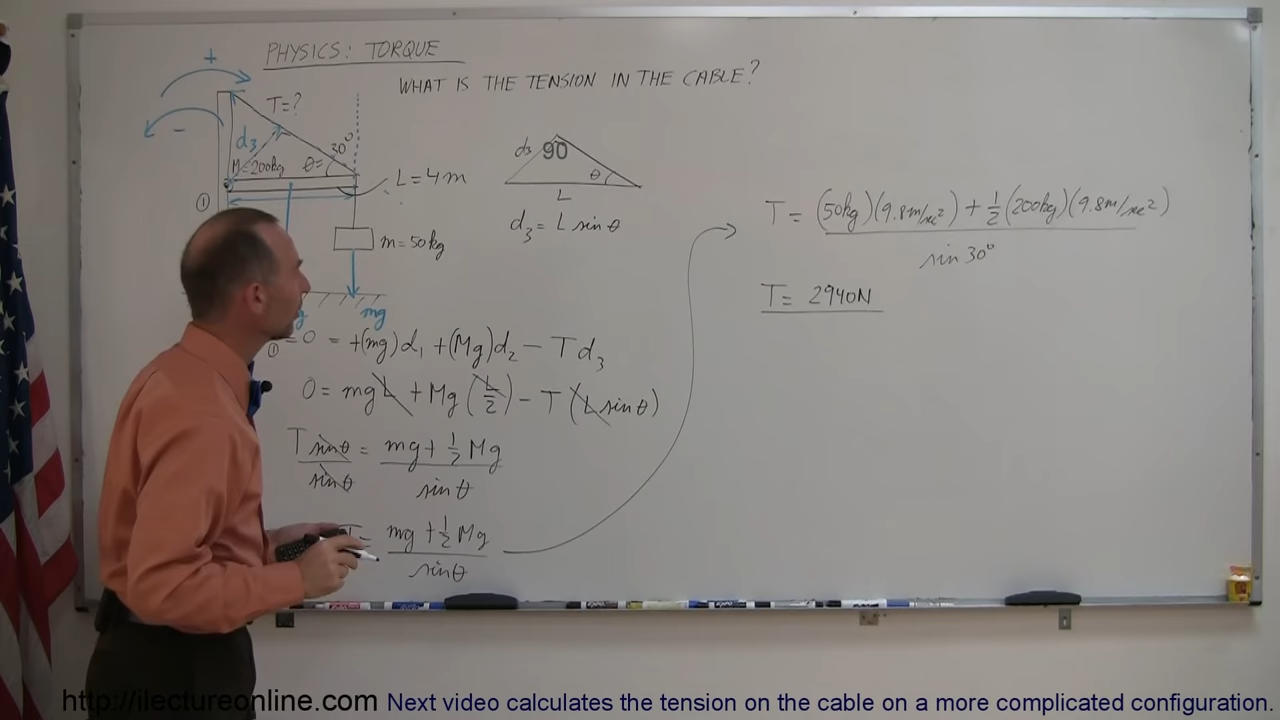 PHYSICS: TORQUE
WHAT IS THE TENSION IN THE CABLE?
+
T=?
30°
-
d₃
M=200kg
θ=
L=4m
①
m=50kg
mg
d₃
90
θ
L
d₃ = L sin θ
① = 0 = +(mg)d₁ + (Mg)d₂ - Td₃
0 = mgL + Mg(L/2) - T(L sin θ)
T sin θ / sin θ = mg + ½Mg / sin θ
T = mg + ½Mg / sin θ
T = (50kg)(9.8m/sec²) + ½(200kg)(9.8m/sec²) / sin 30°
T = 2940N
http://ilectureonline.com Next video calculates the tension on the cable on a more complicated configuration.